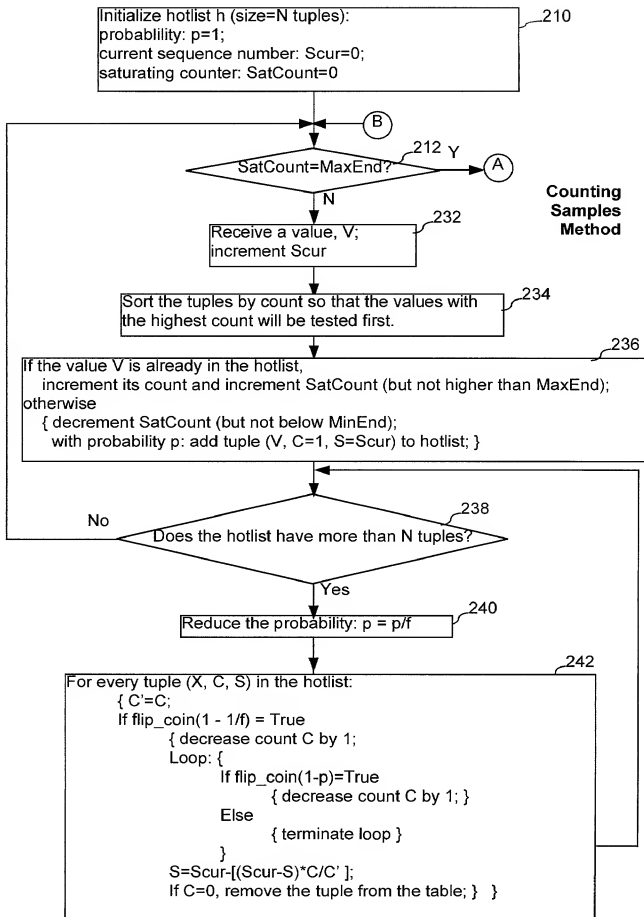 Initialize hotlist h (size=N tuples):
probablility: p=1;
current sequence number: Scur=0;
saturating counter: SatCount=0
210
B
212
SatCount=MaxEnd?
Y
A
N
Counting
Samples
Method
232
Receive a value, V;
increment Scur
234
Sort the tuples by count so that the values with
the highest count will be tested first.
236
If the value V is already in the hotlist,
increment its count and increment SatCount (but not higher than MaxEnd);
otherwise
{ decrement SatCount (but not below MinEnd);
with probability p: add tuple (V, C=1, S=Scur) to hotlist; }
No
238
Does the hotlist have more than N tuples?
Yes
240
Reduce the probability: p = p/f
242
For every tuple (X, C, S) in the hotlist:
{ C'=C;
If flip_coin(1 - 1/f) = True
{ decrease count C by 1;
Loop: {
If flip_coin(1-p)=True
{ decrease count C by 1; }
Else
{ terminate loop }
}
S=Scur-[(Scur-S)*C/C' ];
If C=0, remove the tuple from the table; } }